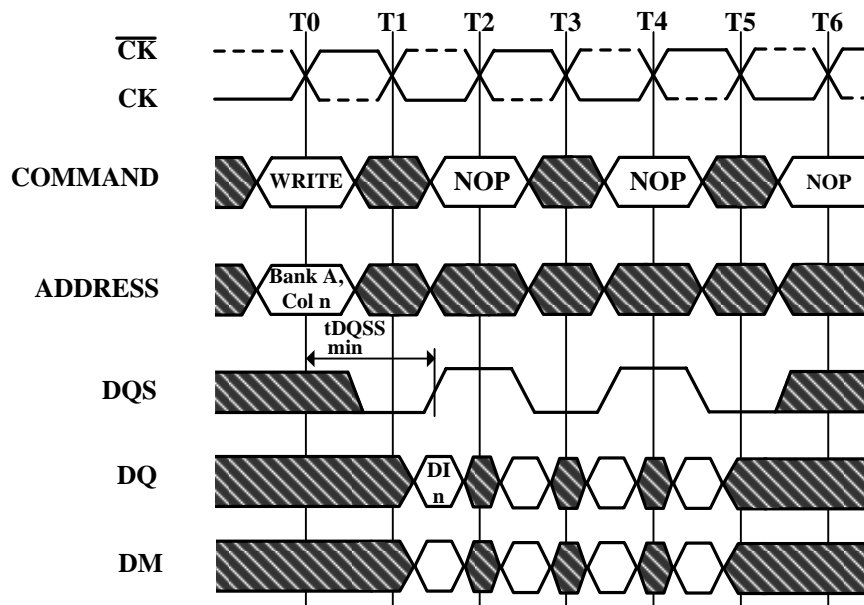 T0 T1 T2 T3 T4 T5 T6
CK
CK
COMMAND WRITE NOP NOP NOP
ADDRESS Bank A,
Col n
tDQSS
min
DQS
DQ DI
n
DM